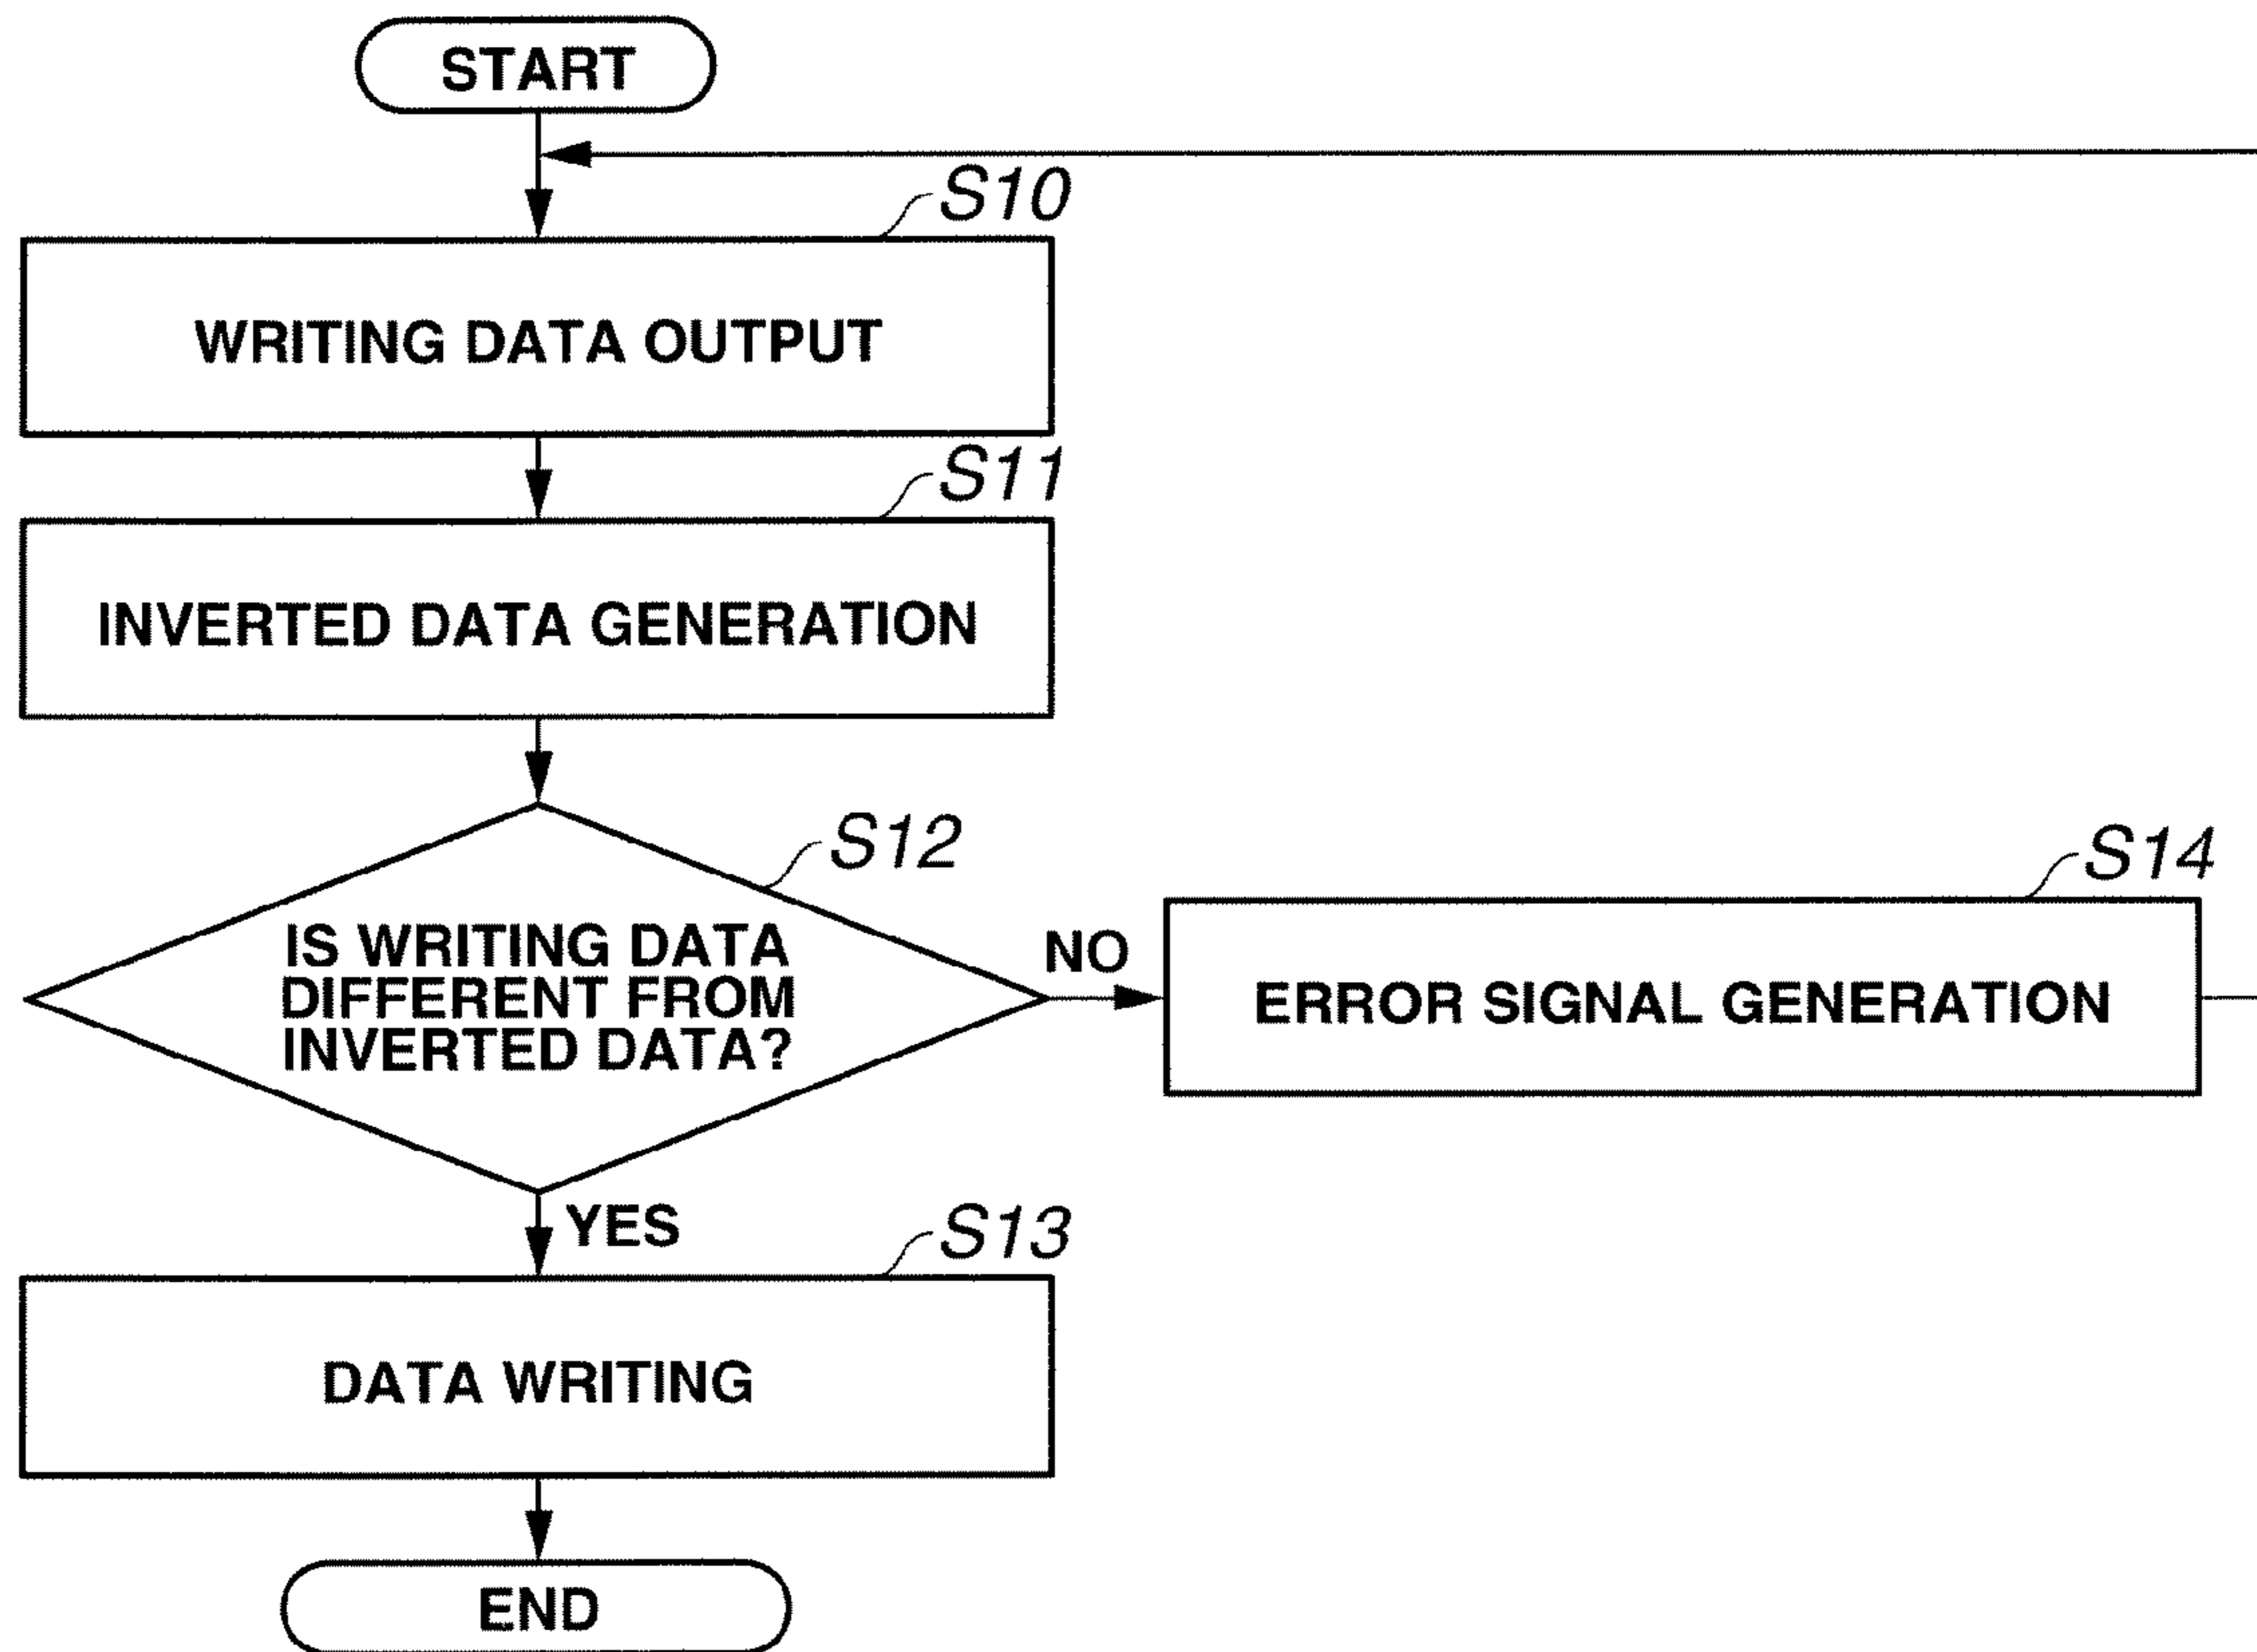 START
S10
WRITING DATA OUTPUT
S11
INVERTED DATA GENERATION
S12
IS WRITING DATA
DIFFERENT FROM
INVERTED DATA?
NO
S14
ERROR SIGNAL GENERATION
YES
S13
DATA WRITING
END